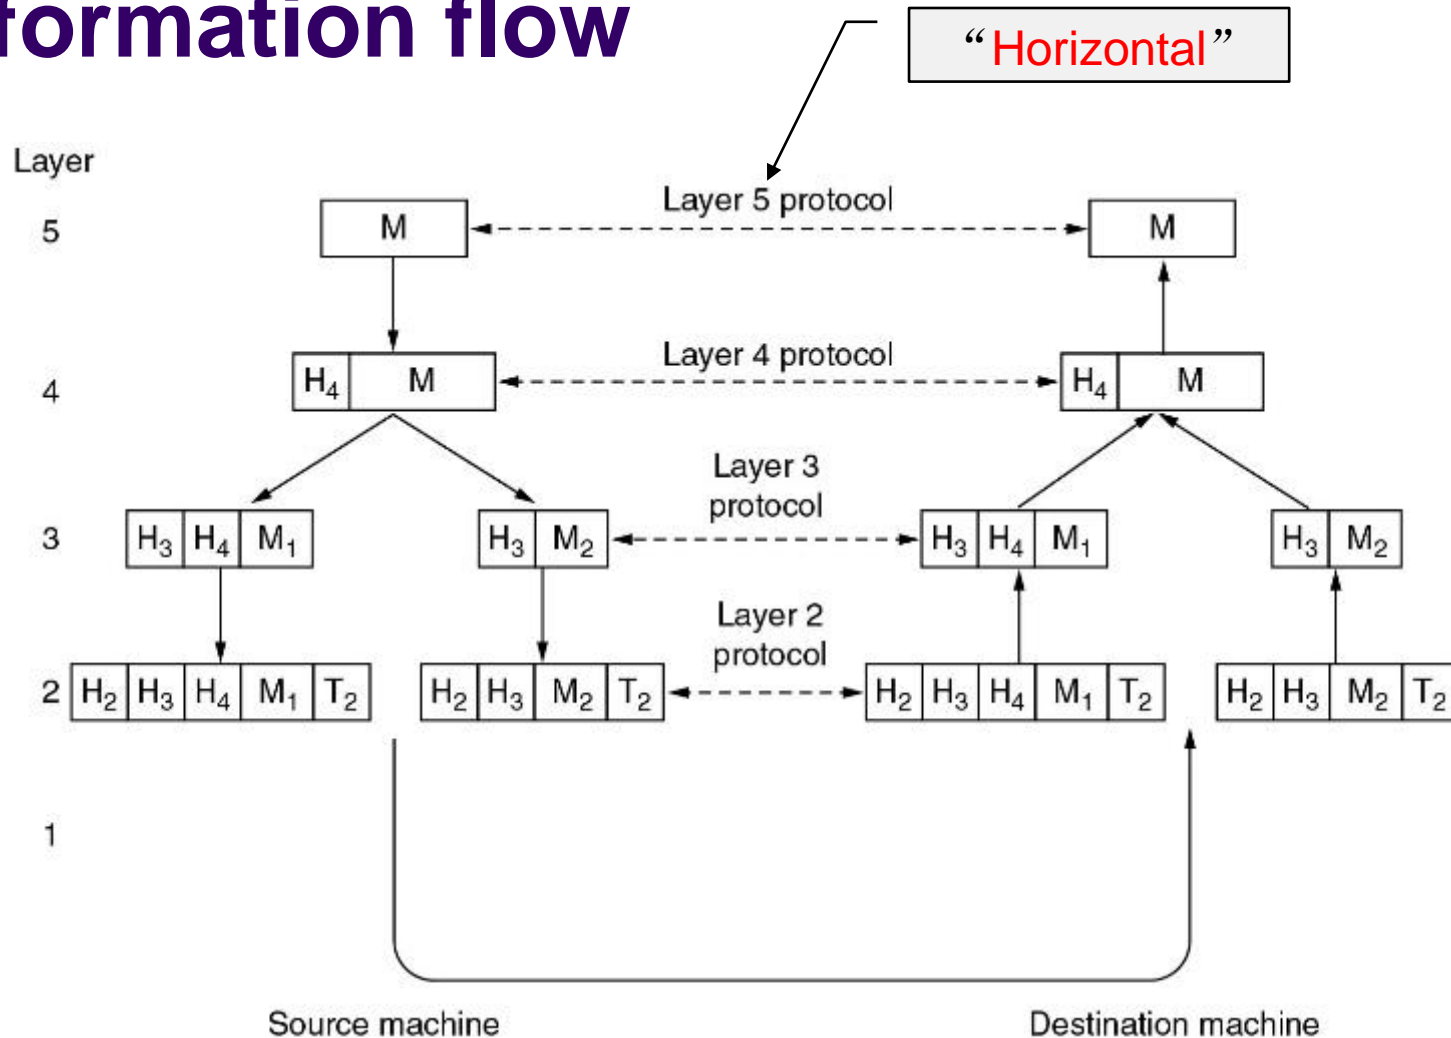 formation flow
“Horizontal”
Layer
5 M Layer 5 protocol M
4 H4 M Layer 4 protocol H4 M
Layer 3
protocol
3 H3 H4 M1 H3 M2 H3 H4 M1 H3 M2
Layer 2
protocol
2 H2 H3 H4 M1 T2 H2 H3 M2 T2 H2 H3 H4 M1 T2 H2 H3 M2 T2
1
Source machine Destination machine